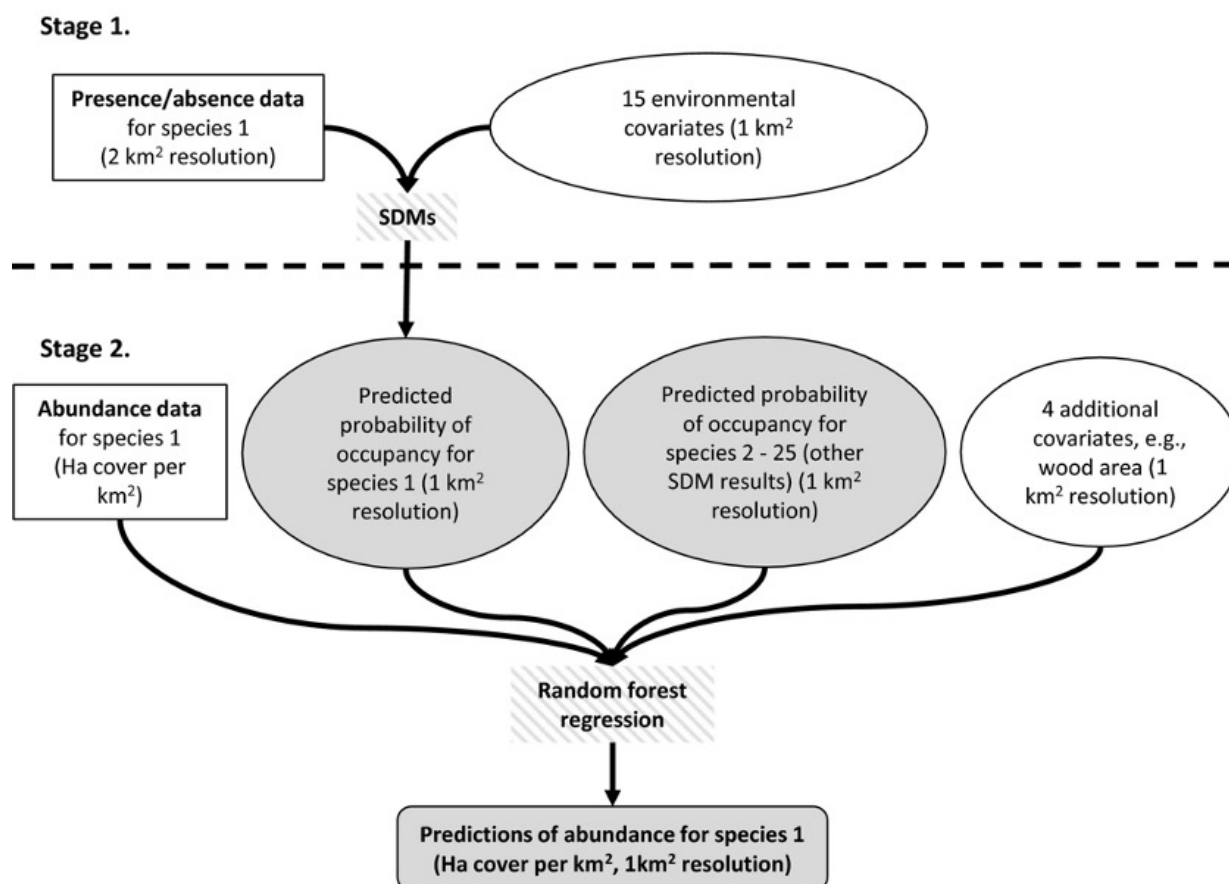 Stage 1.
Presence/absence data
for species 1
(2 km² resolution)
15 environmental
covariates (1 km²
resolution)
SDMs
Stage 2.
Abundance data
for species 1
(Ha cover per
km²)
Predicted
probability of
occupancy for
species 1 (1 km²
resolution)
Predicted probability
of occupancy for
species 2 - 25 (other
SDM results) (1 km²
resolution)
4 additional
covariates, e.g.,
wood area (1
km² resolution)
Random forest
regression
Predictions of abundance for species 1
(Ha cover per km², 1km² resolution)